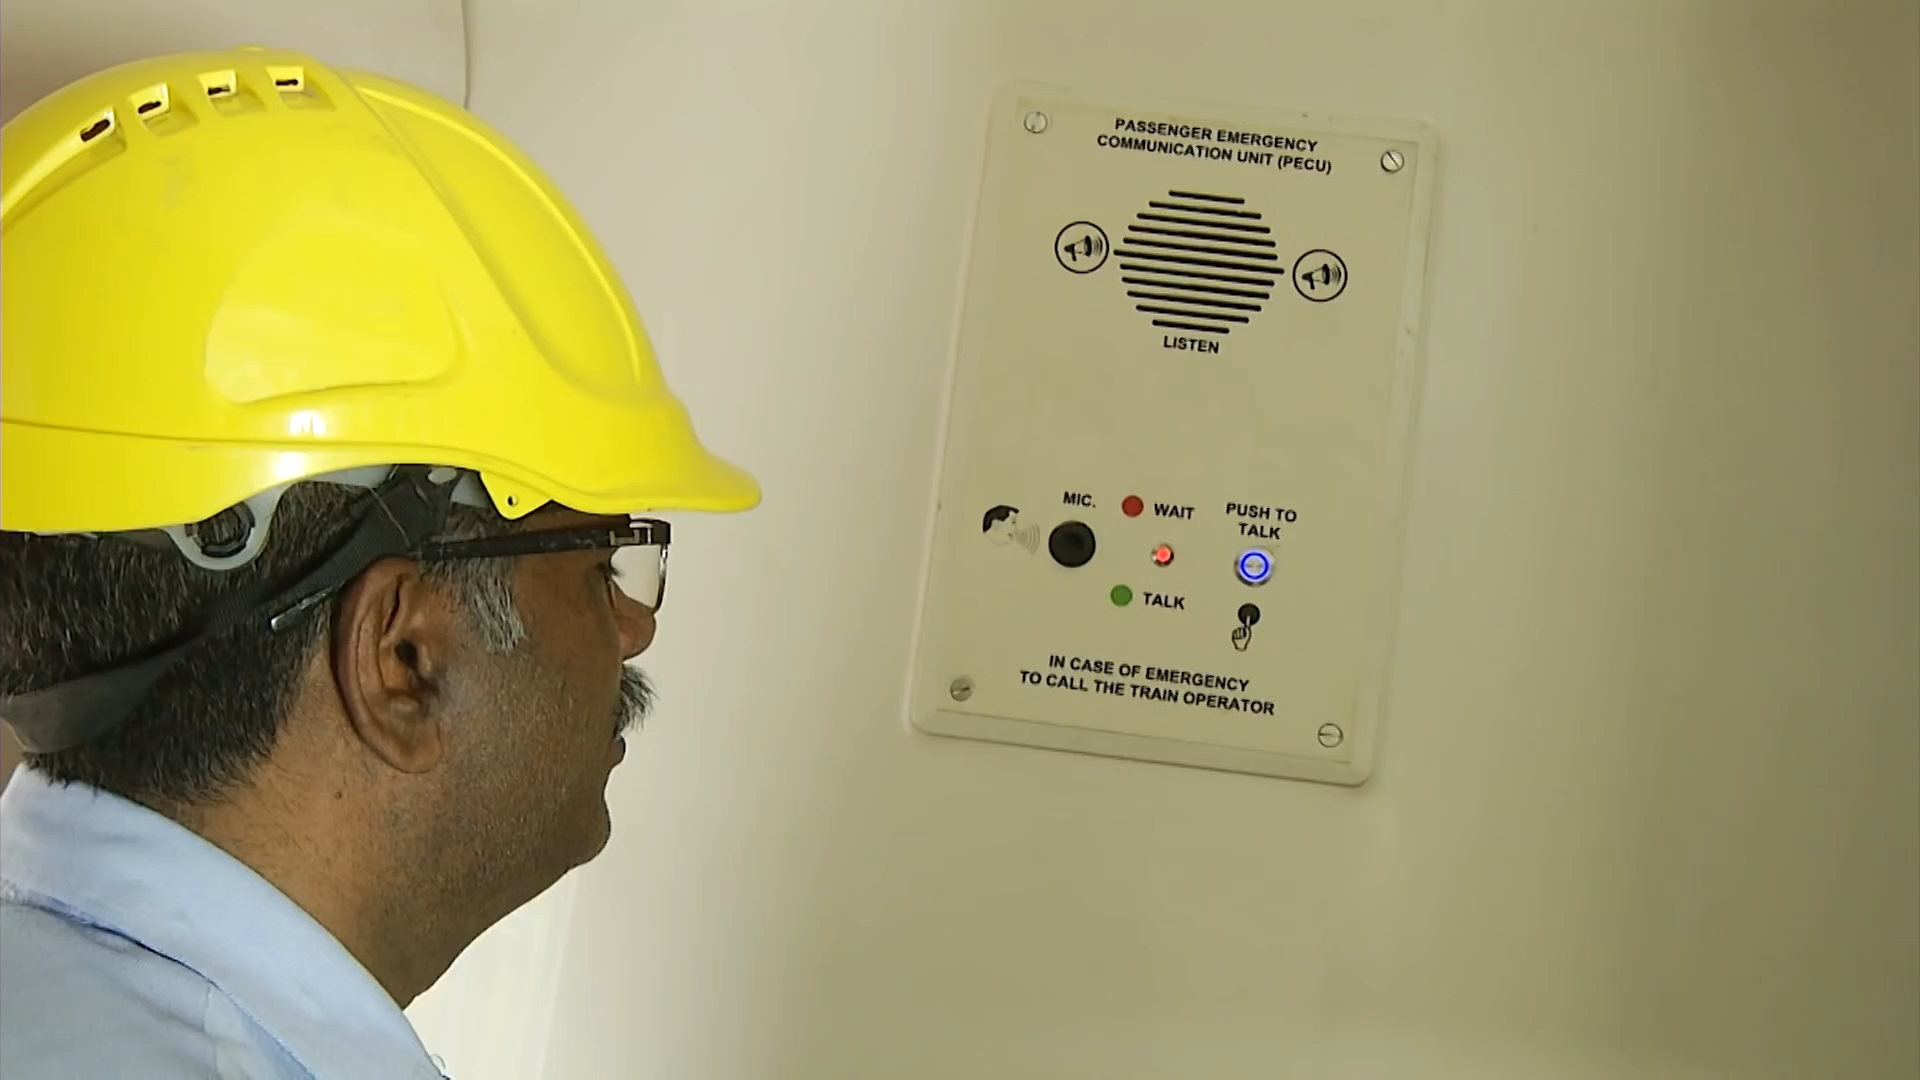 PASSENGER EMERGENCY
COMMUNICATION UNIT (PECU)
LISTEN
MIC.
WAIT
PUSH TO
TALK
TALK
IN CASE OF EMERGENCY
TO CALL THE TRAIN OPERATOR